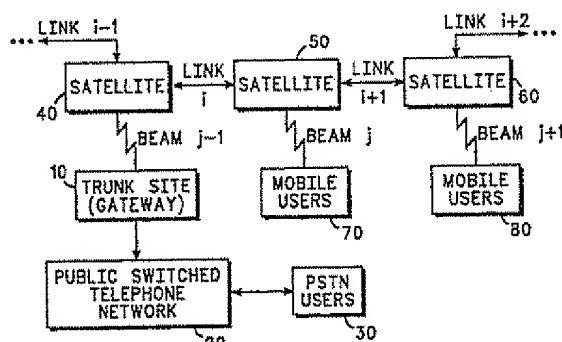 LINK i-1
... 
50
LINK i+2
...
SATELLITE
LINK
i
SATELLITE
LINK
i+1
SATELLITE
40
60
BEAM j-1
BEAM j
BEAM j+1
10
TRUNK SITE
(GATEWAY)
MOBILE
USERS
MOBILE
USERS
70
80
PUBLIC SWITCHED
TELEPHONE
NETWORK
PSTN
USERS
30